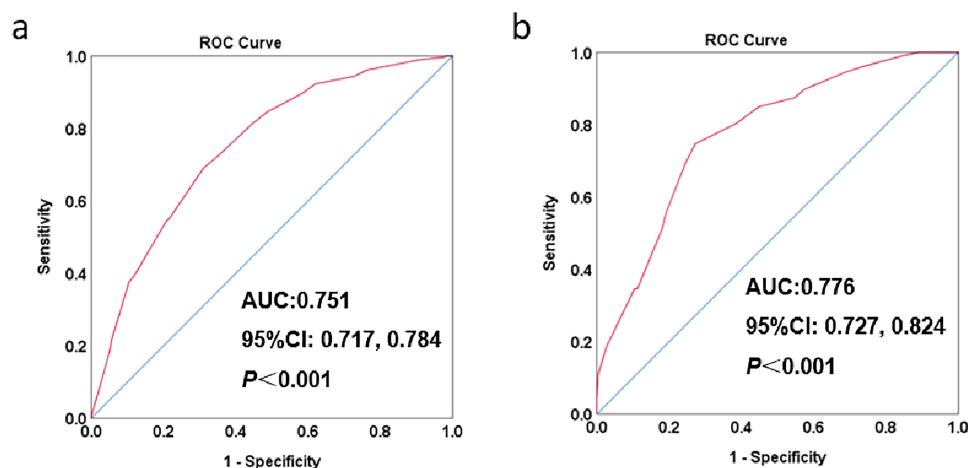 a
ROC Curve
1.0
0.8
0.6
0.4
0.2
0.0
Sensitivity
AUC:0.751
95%CI: 0.717, 0.784
P<0.001
0.0 0.2 0.4 0.6 0.8 1.0
1 - Specificity
b
ROC Curve
1.0
0.8
0.6
0.4
0.2
0.0
Sensitivity
AUC:0.776
95%CI: 0.727, 0.824
P<0.001
0.0 0.2 0.4 0.6 0.8 1.0
1 - Specificity